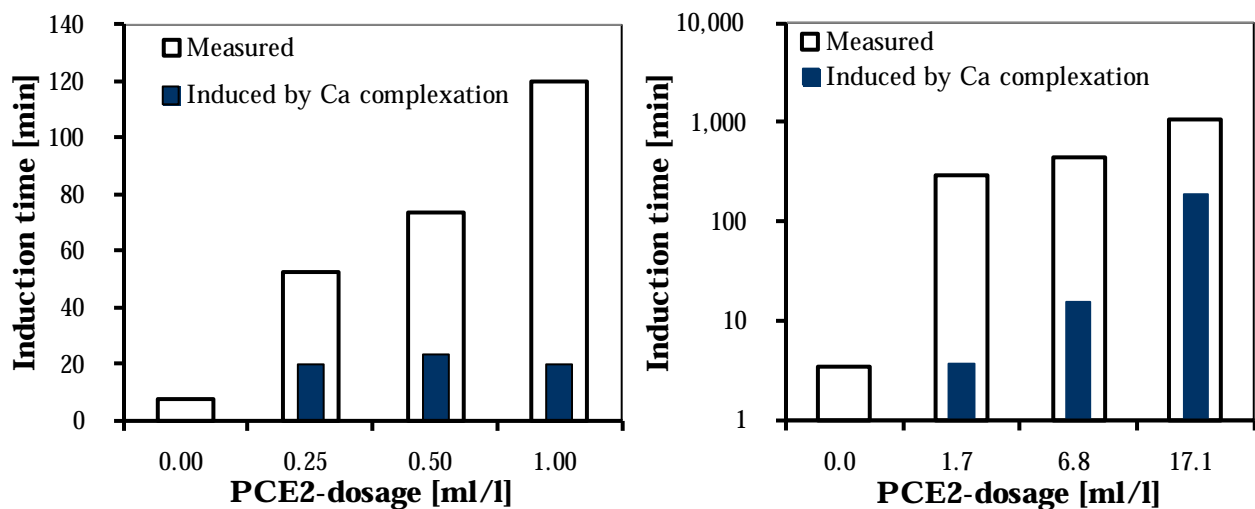 140
120
100
80
60
40
20
0
Induction time [min]
Measured
Induced by Ca complexation
0.00 0.25 0.50 1.00
PCE2-dosage [ml/l]
10,000
1,000
100
10
1
Induction time [min]
Measured
Induced by Ca complexation
0.0 1.7 6.8 17.1
PCE2-dosage [ml/l]